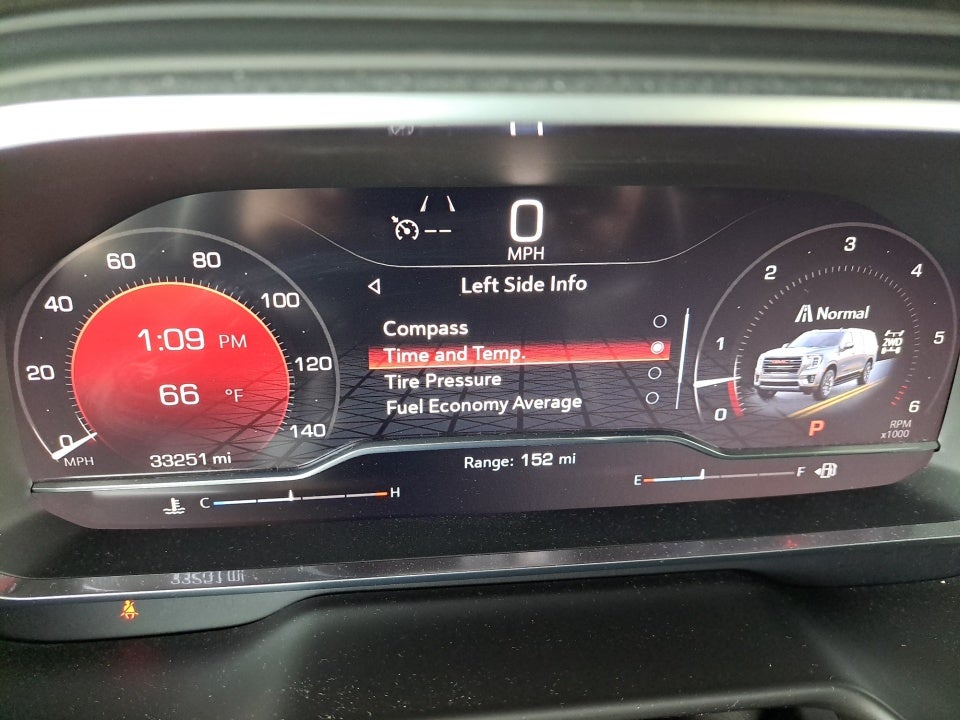 0
MPH
Left Side Info
Compass
Time and Temp.
Tire Pressure
Fuel Economy Average
0
20
40
60
80
100
120
140
MPH
1:09 PM
66 °F
33251 mi
0
1
2
3
4
5
6
RPM
x1000
Normal
2WD
GMC
P
Range: 152 mi
C H
E F